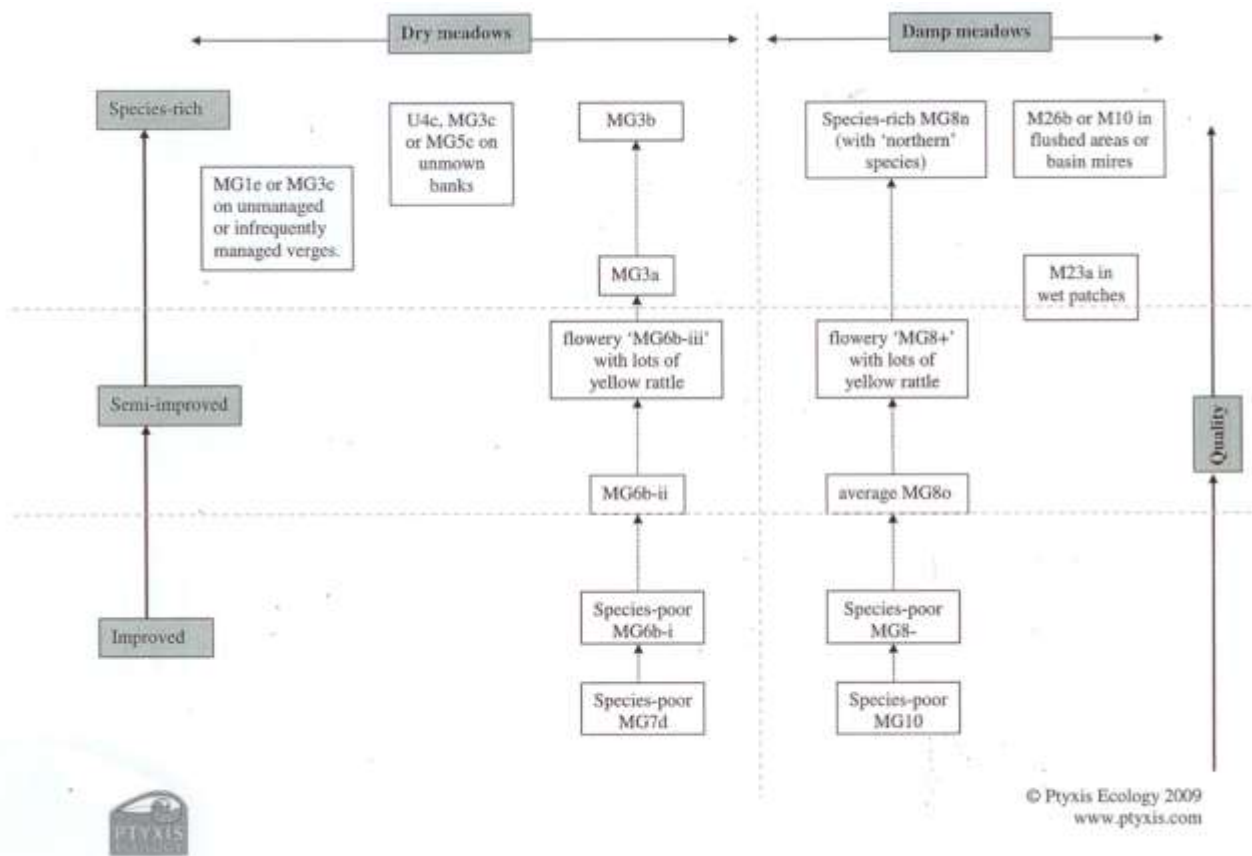 Dry meadows
Damp meadows
Species-rich
U4c, MG3c
or MG5c on
unmown
banks
MG3b
Species-rich MG8n
(with ‘northern’
species)
M26b or M10 in
flushed areas or
basin mires
MG1e or MG3c
on unmanaged
or infrequently
managed verges.
MG3a
M23a in
wet patches
flowery ‘MG6b-iii’
with lots of
yellow rattle
flowery ‘MG8+’
with lots of
yellow rattle
Semi-improved
Quality
MG6b-ii
average MG8o
Species-poor
MG6b-i
Species-poor
MG8-
Improved
Species-poor
MG7d
Species-poor
MG10
© Ptyxis Ecology 2009
www.ptyxis.com
PTYXIS
ECOLOGY